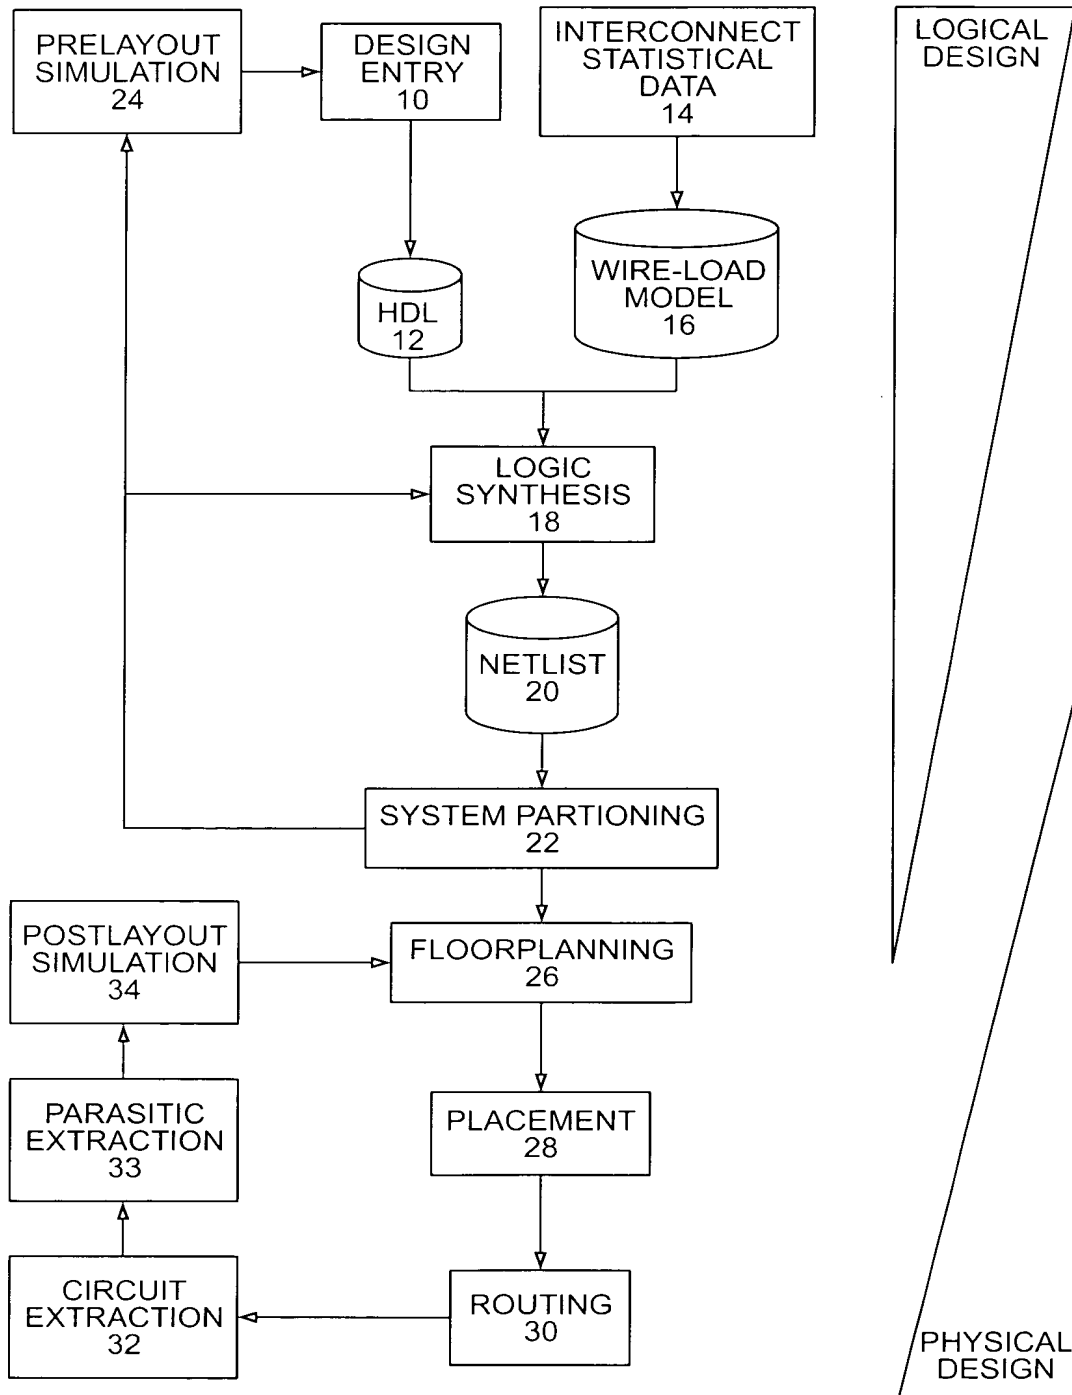 PRELAYOUT
SIMULATION
24
DESIGN
ENTRY
10
INTERCONNECT
STATISTICAL
DATA
14
LOGICAL
DESIGN
HDL
12
WIRE-LOAD
MODEL
16
LOGIC
SYNTHESIS
18
NETLIST
20
SYSTEM PARTIONING
22
POSTLAYOUT
SIMULATION
34
FLOORPLANNING
26
PARASITIC
EXTRACTION
33
PLACEMENT
28
CIRCUIT
EXTRACTION
32
ROUTING
30
PHYSICAL
DESIGN